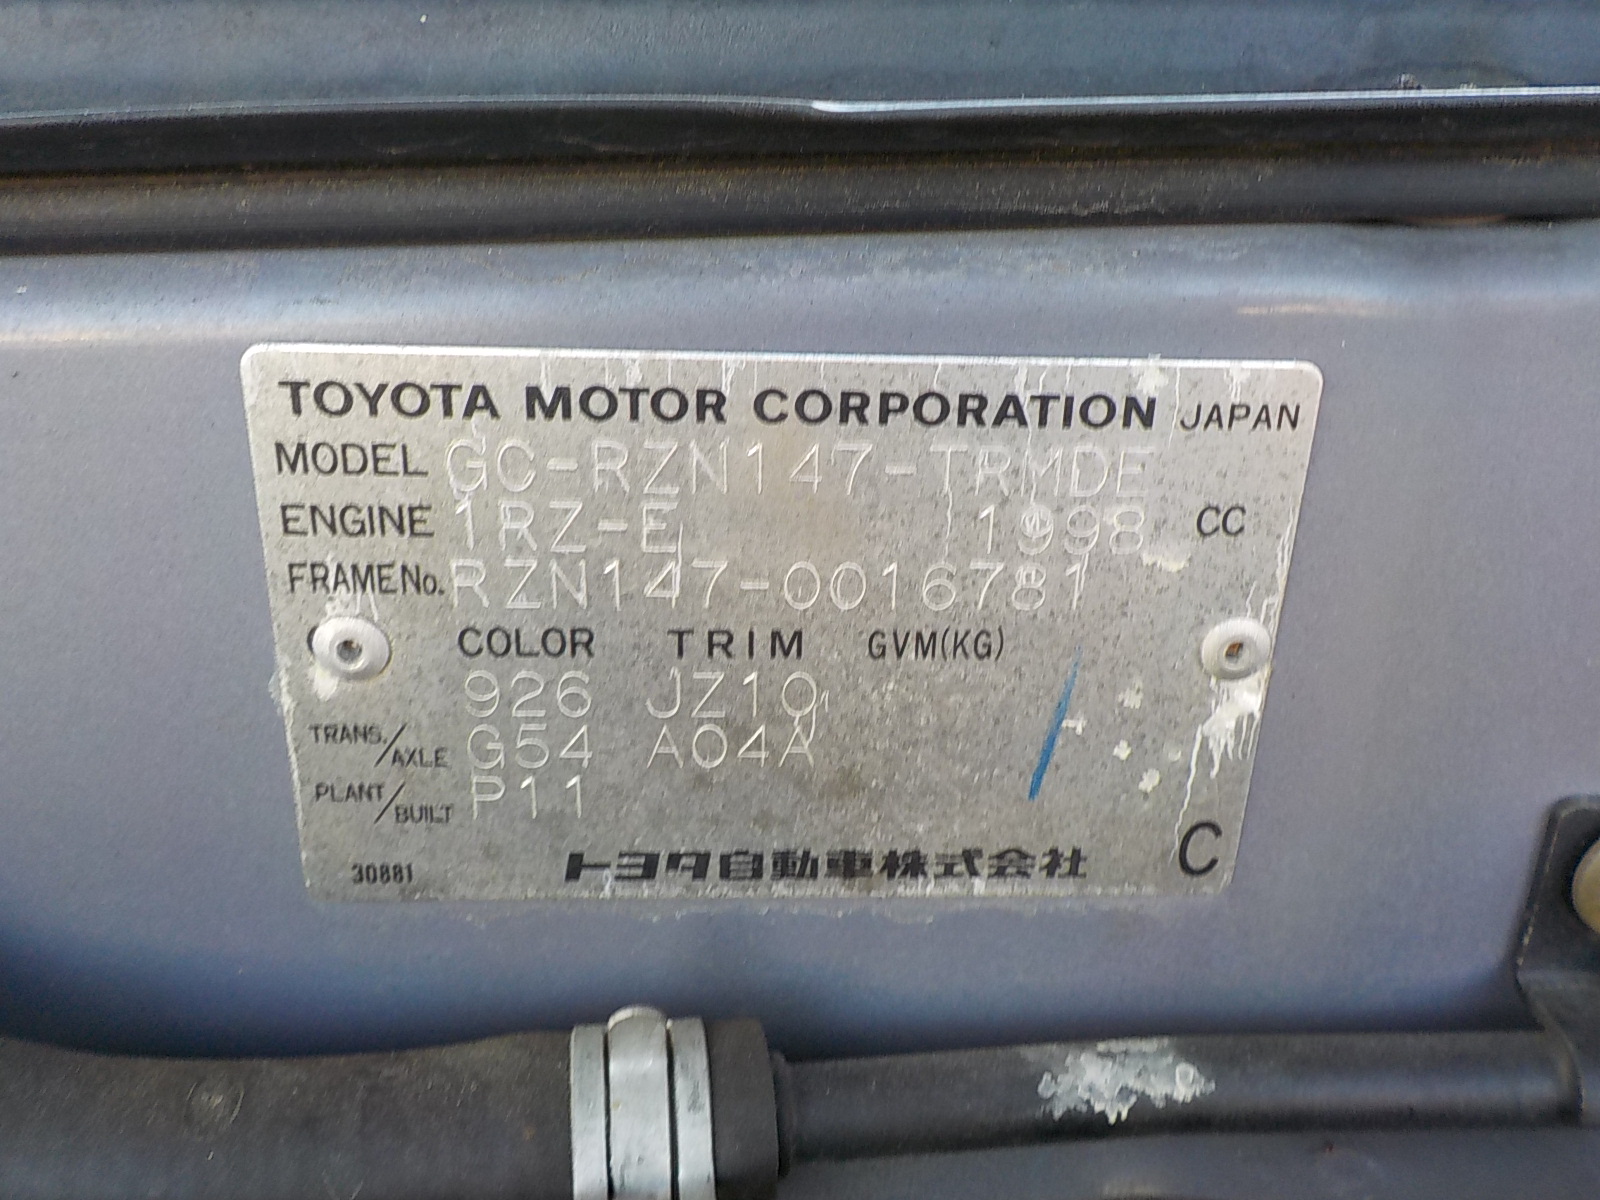 TOYOTA MOTOR CORPORATION JAPAN
MODEL GC-RZN147-TRMDE
ENGINE 1RZ-E 1998 CC
FRAME No. RZN147-0016781
COLOR TRIM GVM(KG)
926 JZ10
TRANS./AXLE G54 A04A
PLANT/BUILT P11
30881 トヨタ自動車株式会社 C